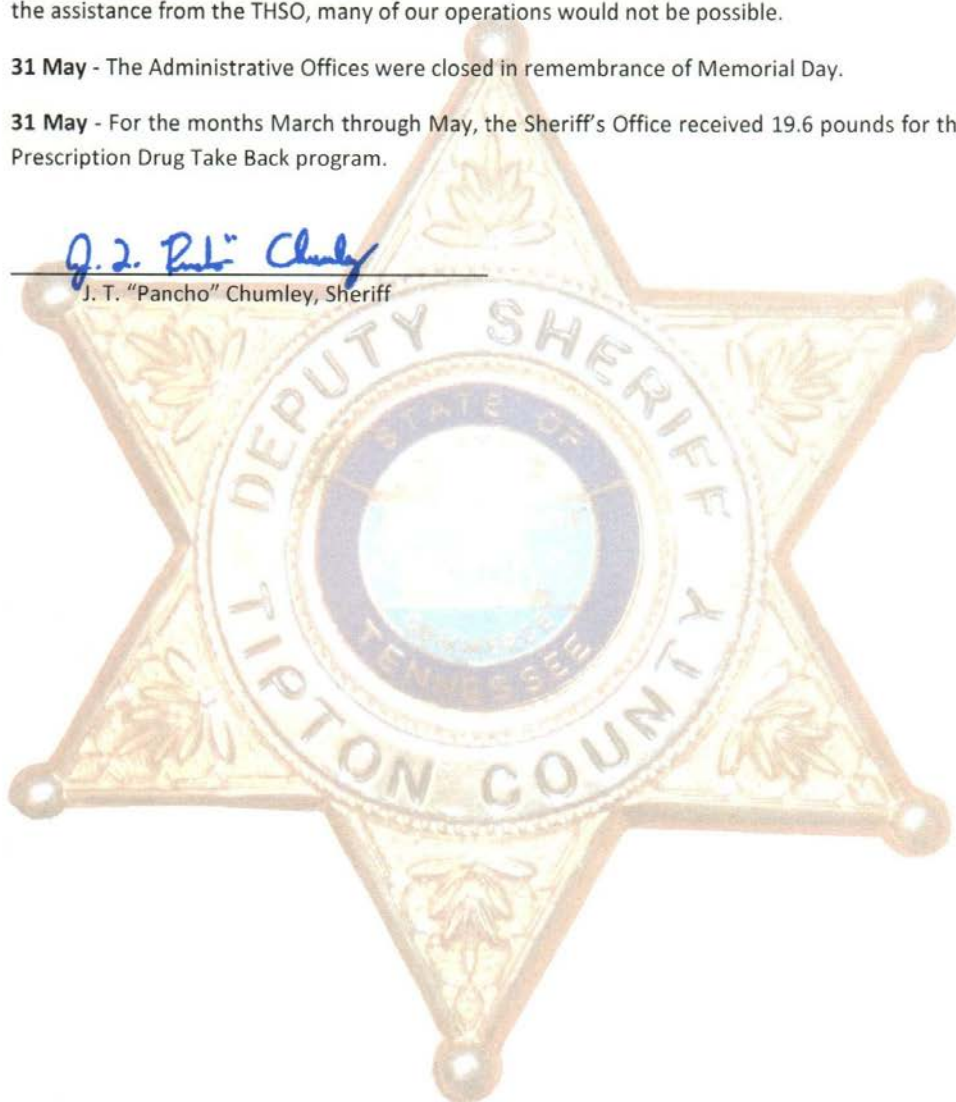 the assistance from the THSO, many of our operations would not be possible.
31 May - The Administrative Offices were closed in remembrance of Memorial Day.
31 May - For the months March through May, the Sheriff's Office received 19.6 pounds for th
Prescription Drug Take Back program.
J. T. "Pancho" Chumley
J. T. "Pancho" Chumley, Sheriff
DEPUTY SHERIFF
STATE OF
TENNESSEE
TIPTON COUNTY